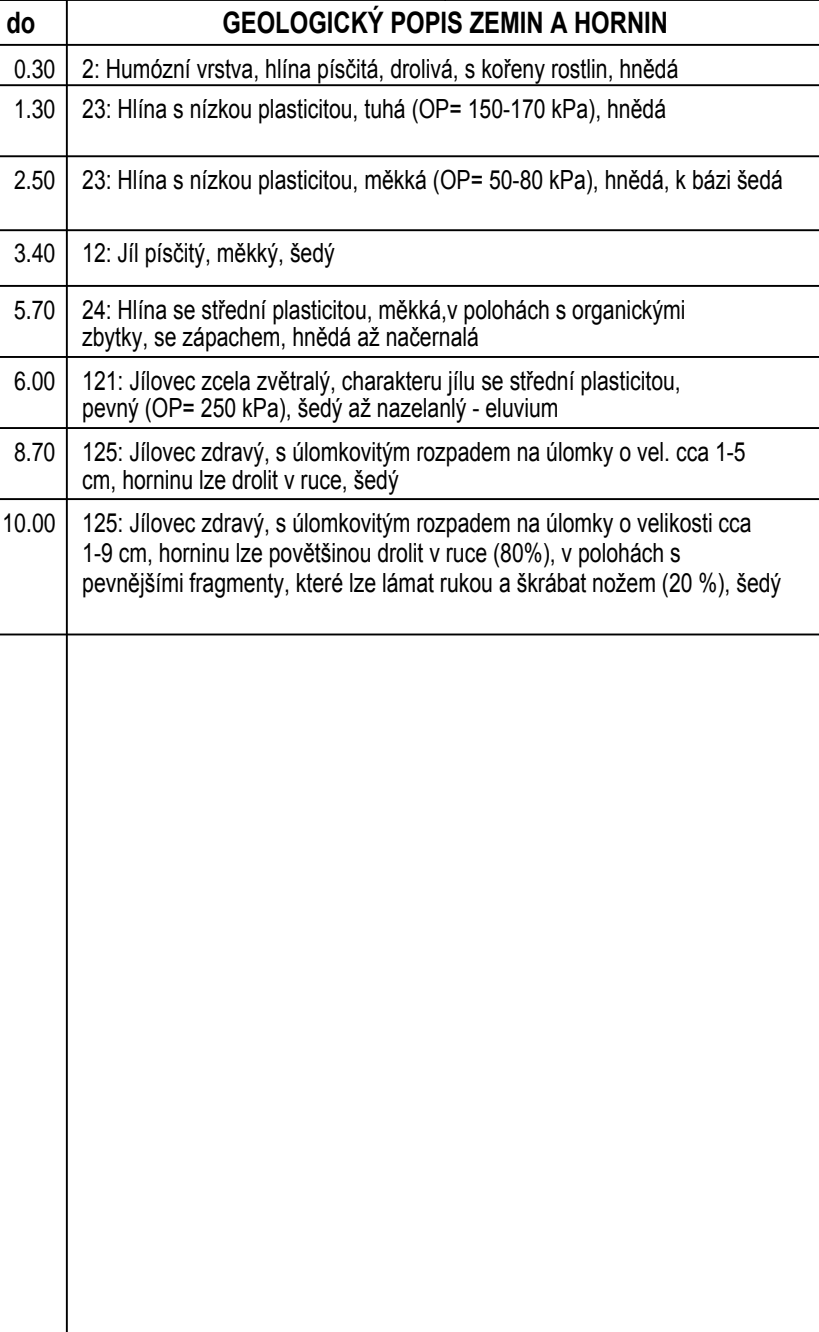 do GEOLOGICKÝ POPIS ZEMIN A HORNIN
0.30 2: Humózní vrstva, hlína písčitá, drolivá, s kořeny rostlin, hnědá
1.30 23: Hlína s nízkou plasticitou, tuhá (OP= 150-170 kPa), hnědá
2.50 23: Hlína s nízkou plasticitou, měkká (OP= 50-80 kPa), hnědá, k bázi šedá
3.40 12: Jíl písčitý, měkký, šedý
5.70 24: Hlína se střední plasticitou, měkká,v polohách s organickými
zbytky, se zápachem, hnědá až načernalá
6.00 121: Jílovec zcela zvětralý, charakteru jílu se střední plasticitou,
pevný (OP= 250 kPa), šedý až nazelanlý - eluvium
8.70 125: Jílovec zdravý, s úlomkovitým rozpadem na úlomky o vel. cca 1-5
cm, horninu lze drolit v ruce, šedý
10.00 125: Jílovec zdravý, s úlomkovitým rozpadem na úlomky o velikosti cca
1-9 cm, horninu lze povětšinou drolit v ruce (80%), v polohách s
pevnějšími fragmenty, které lze lámat rukou a škrábat nožem (20 %), šedý